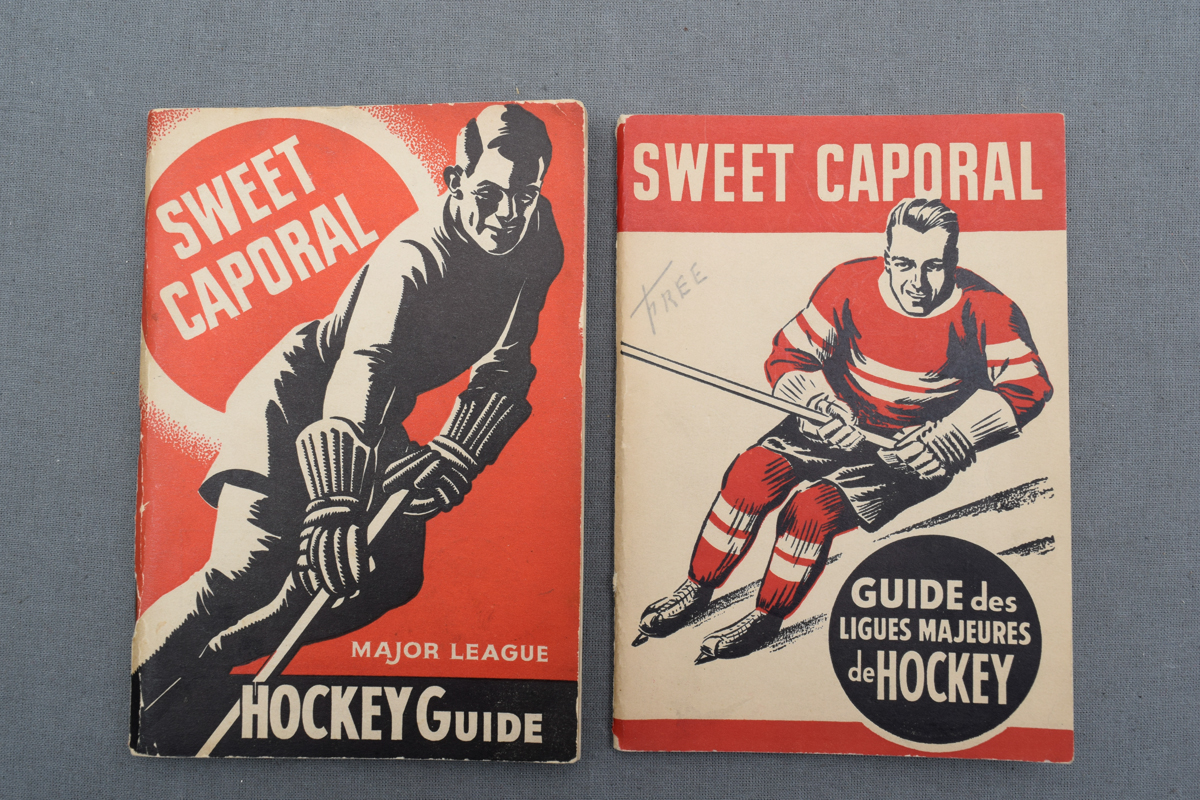 SWEET
CAPORAL
MAJOR LEAGUE
HOCKEY GUIDE
SWEET CAPORAL
FREE
GUIDE des
LIGUES MAJEURES
de HOCKEY